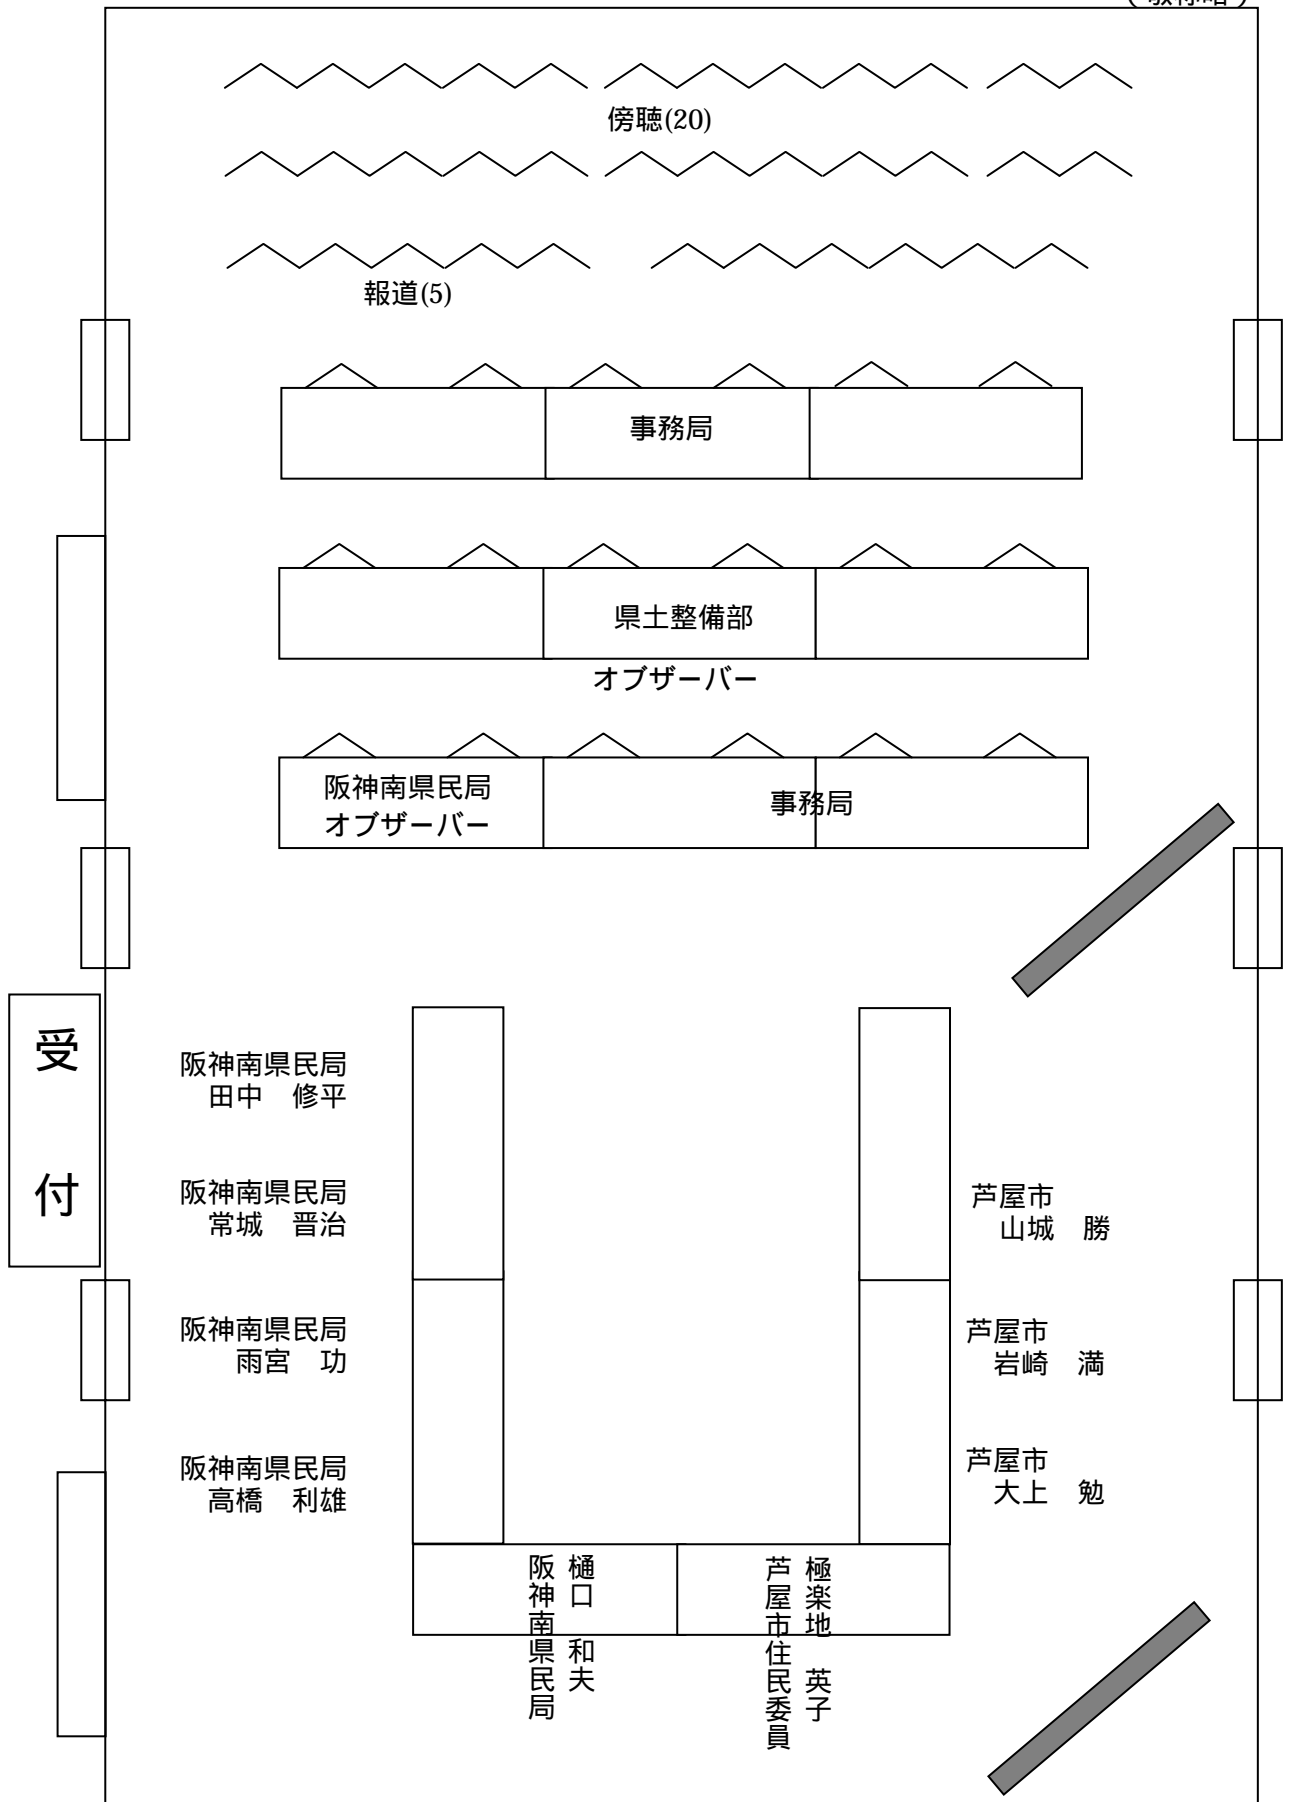 傍聴(20)
報道(5)
事務局
県土整備部
オブザーバー
阪神南県民局
オブザーバー
事務局
受付
阪神南県民局
田中　修平
阪神南県民局
常城　晋治
芦屋市
山城　勝
阪神南県民局
雨宮　功
芦屋市
岩崎　満
阪神南県民局
高橋　利雄
芦屋市
大上　勉
阪神南県民局
樋口　和夫
芦屋市住民委員
極楽地　英子